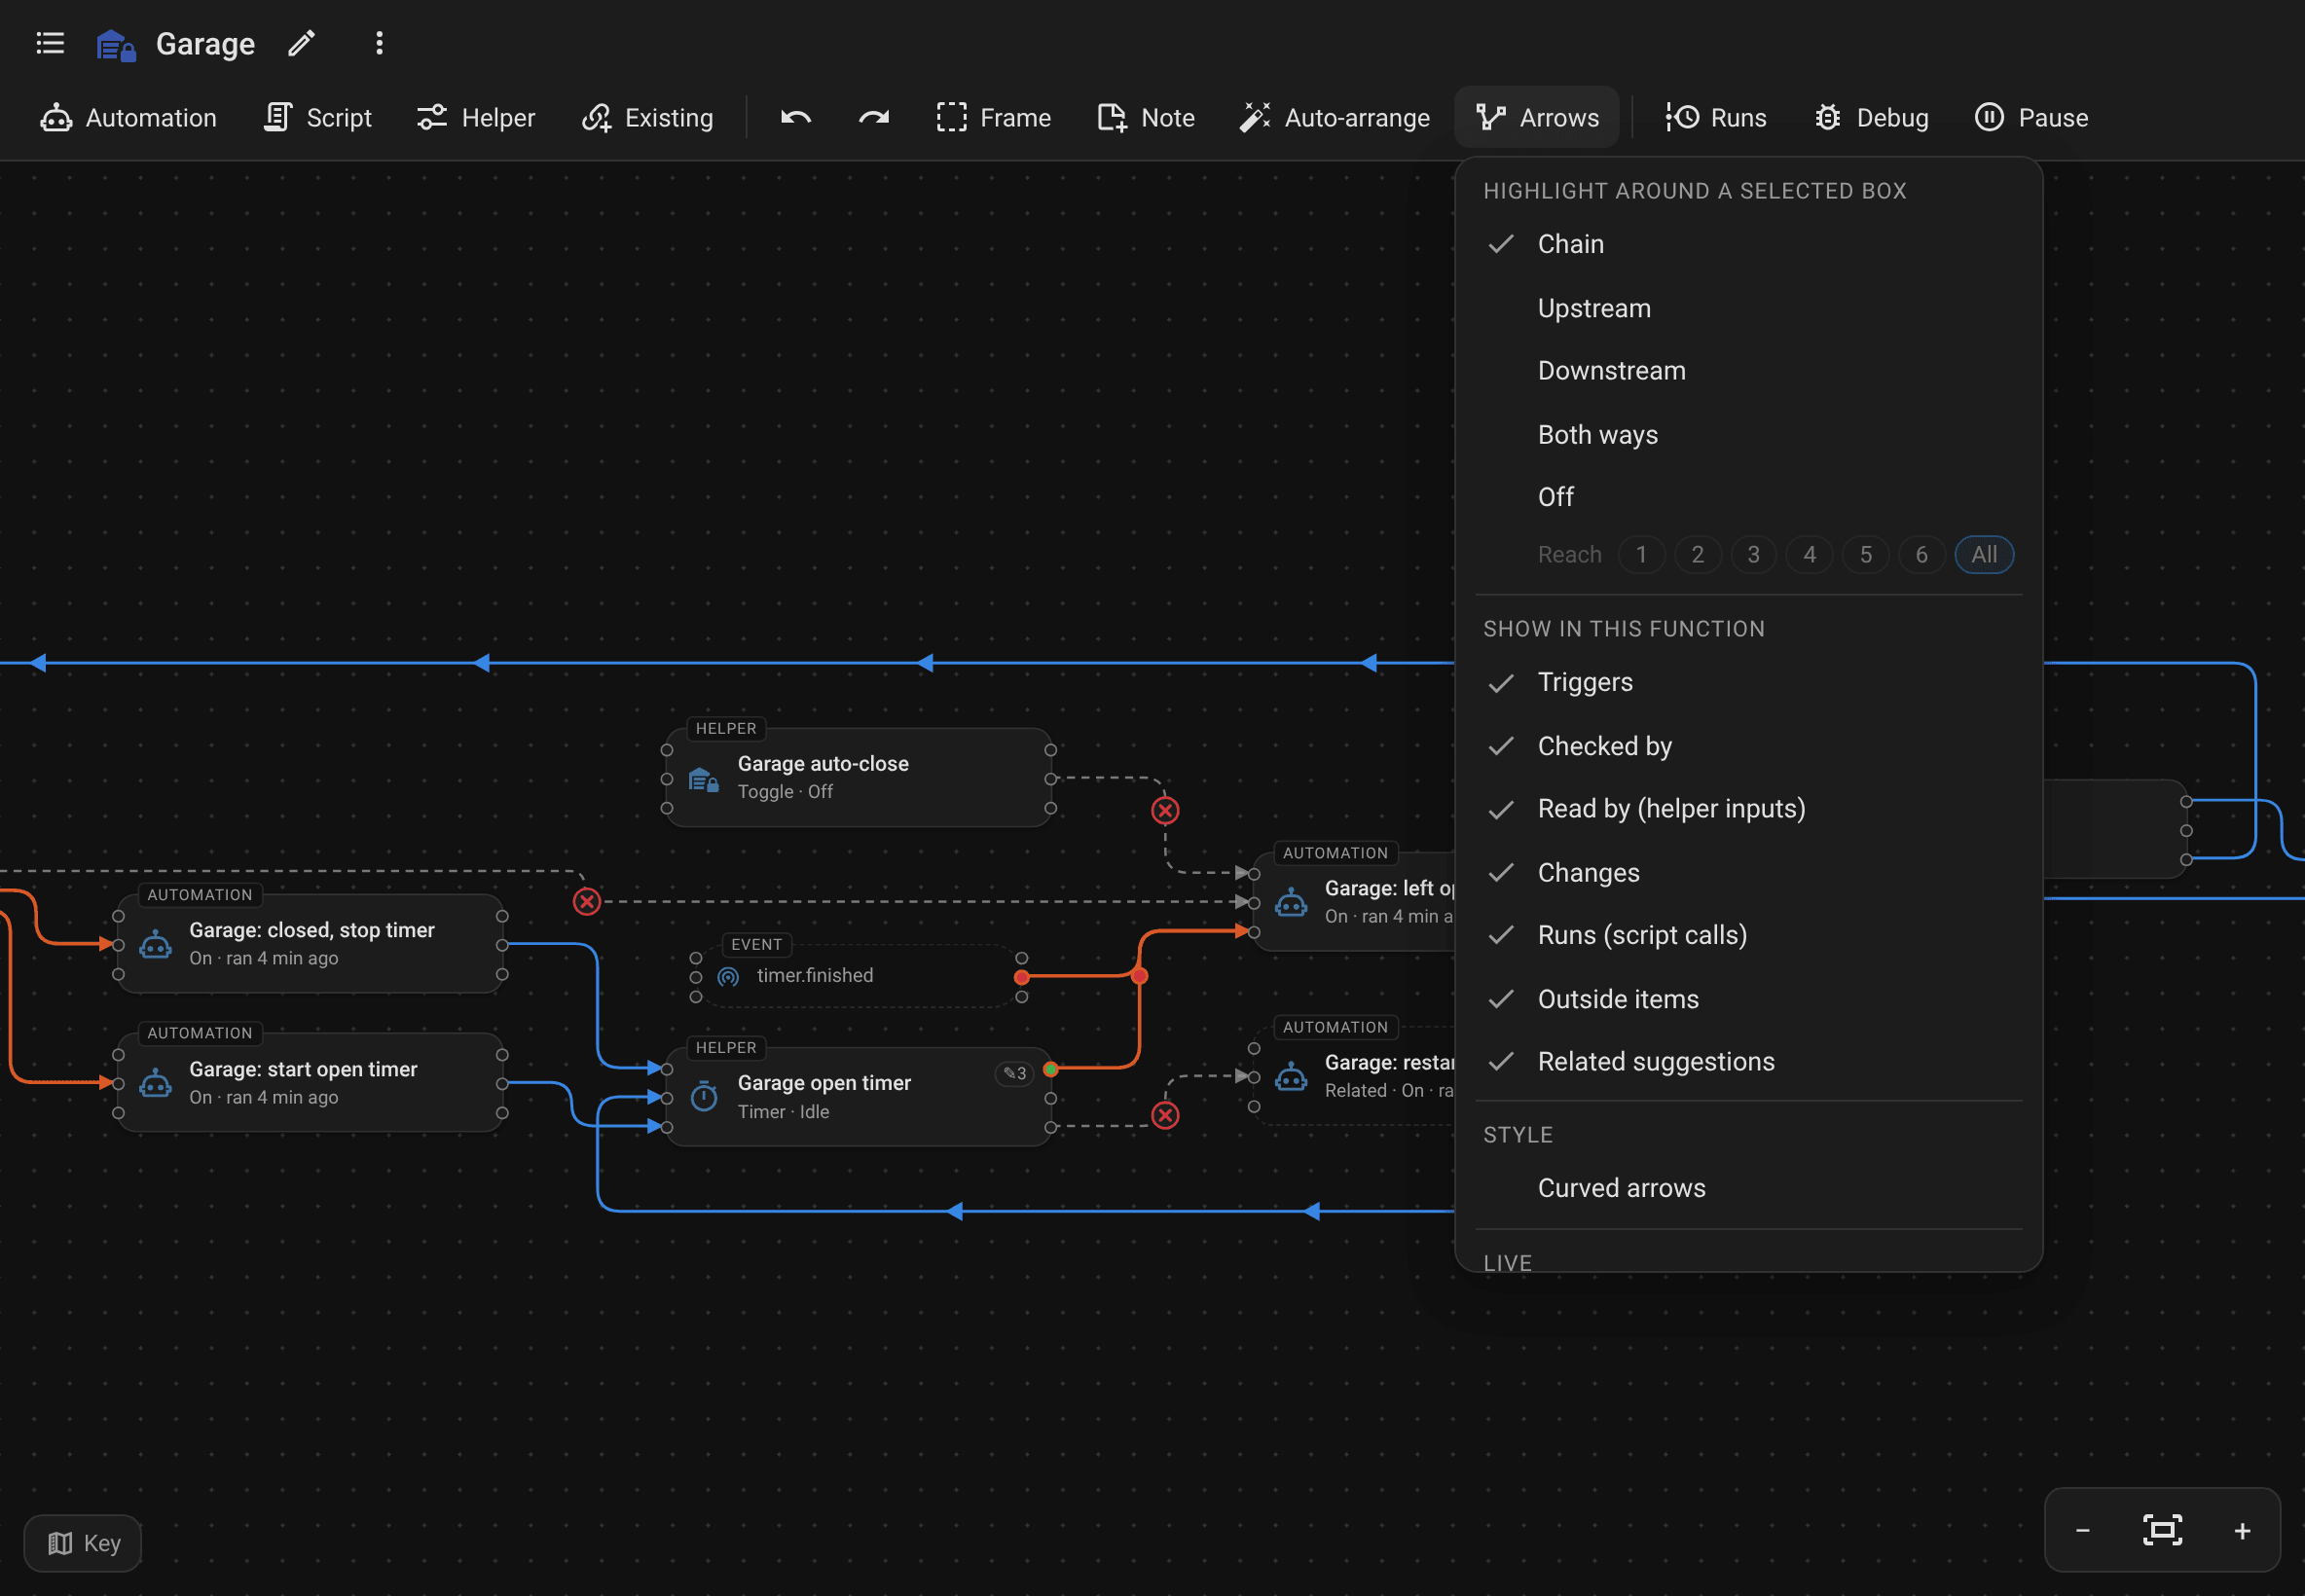 Garage
Automation
Script
Helper
Existing
Frame
Note
Auto-arrange
Arrows
Runs
Debug
Pause
HIGHLIGHT AROUND A SELECTED BOX
Chain
Upstream
Downstream
Both ways
Off
Reach 1 2 3 4 5 6 All
SHOW IN THIS FUNCTION
Triggers
Checked by
Read by (helper inputs)
Changes
Runs (script calls)
Outside items
Related suggestions
STYLE
Curved arrows
LIVE
HELPER
Garage auto-close
Toggle · Off
AUTOMATION
Garage: left op
On · ran 4 min a
AUTOMATION
Garage: closed, stop timer
On · ran 4 min ago
EVENT
timer.finished
AUTOMATION
Garage: start open timer
On · ran 4 min ago
HELPER
Garage open timer
Timer · Idle
✎3
AUTOMATION
Garage: restar
Related · On · ra
Key